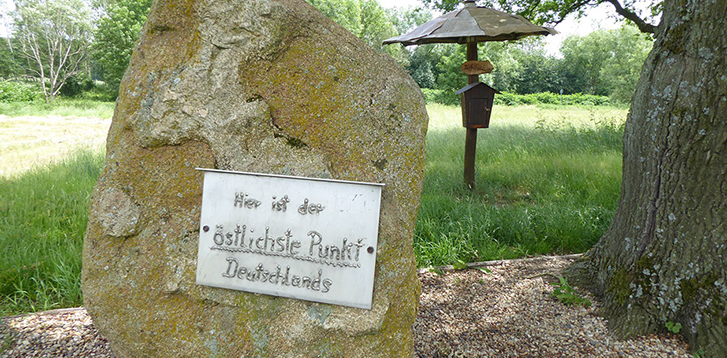 Hier ist der
östlichste Punkt
Deutschlands